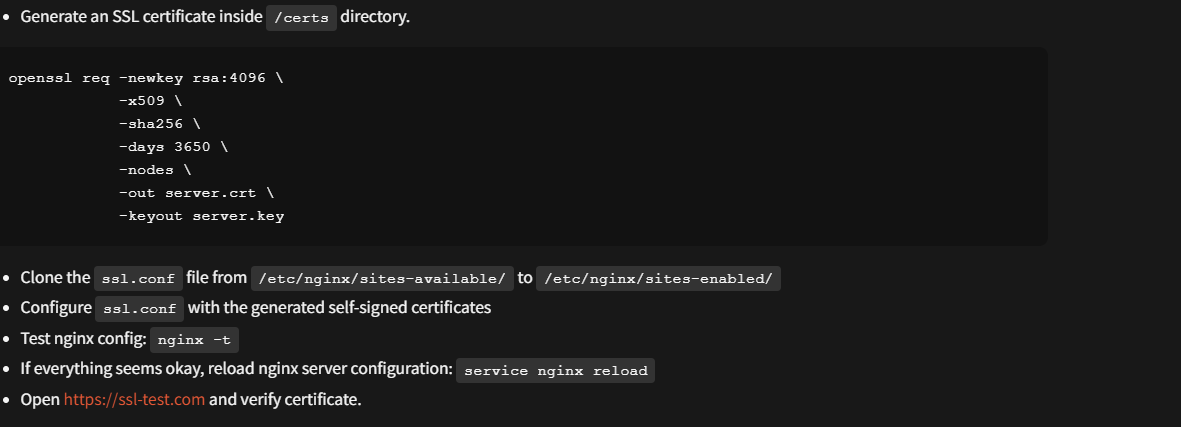 • Generate an SSL certificate inside /certs directory.
openssl req -newkey rsa:4096 \
-x509 \
-sha256 \
-days 3650 \
-nodes \
-out server.crt \
-keyout server.key
• Clone the ssl.conf file from /etc/nginx/sites-available/ to /etc/nginx/sites-enabled/
• Configure ssl.conf with the generated self-signed certificates
• Test nginx config: nginx -t
• If everything seems okay, reload nginx server configuration: service nginx reload
• Open https://ssl-test.com and verify certificate.